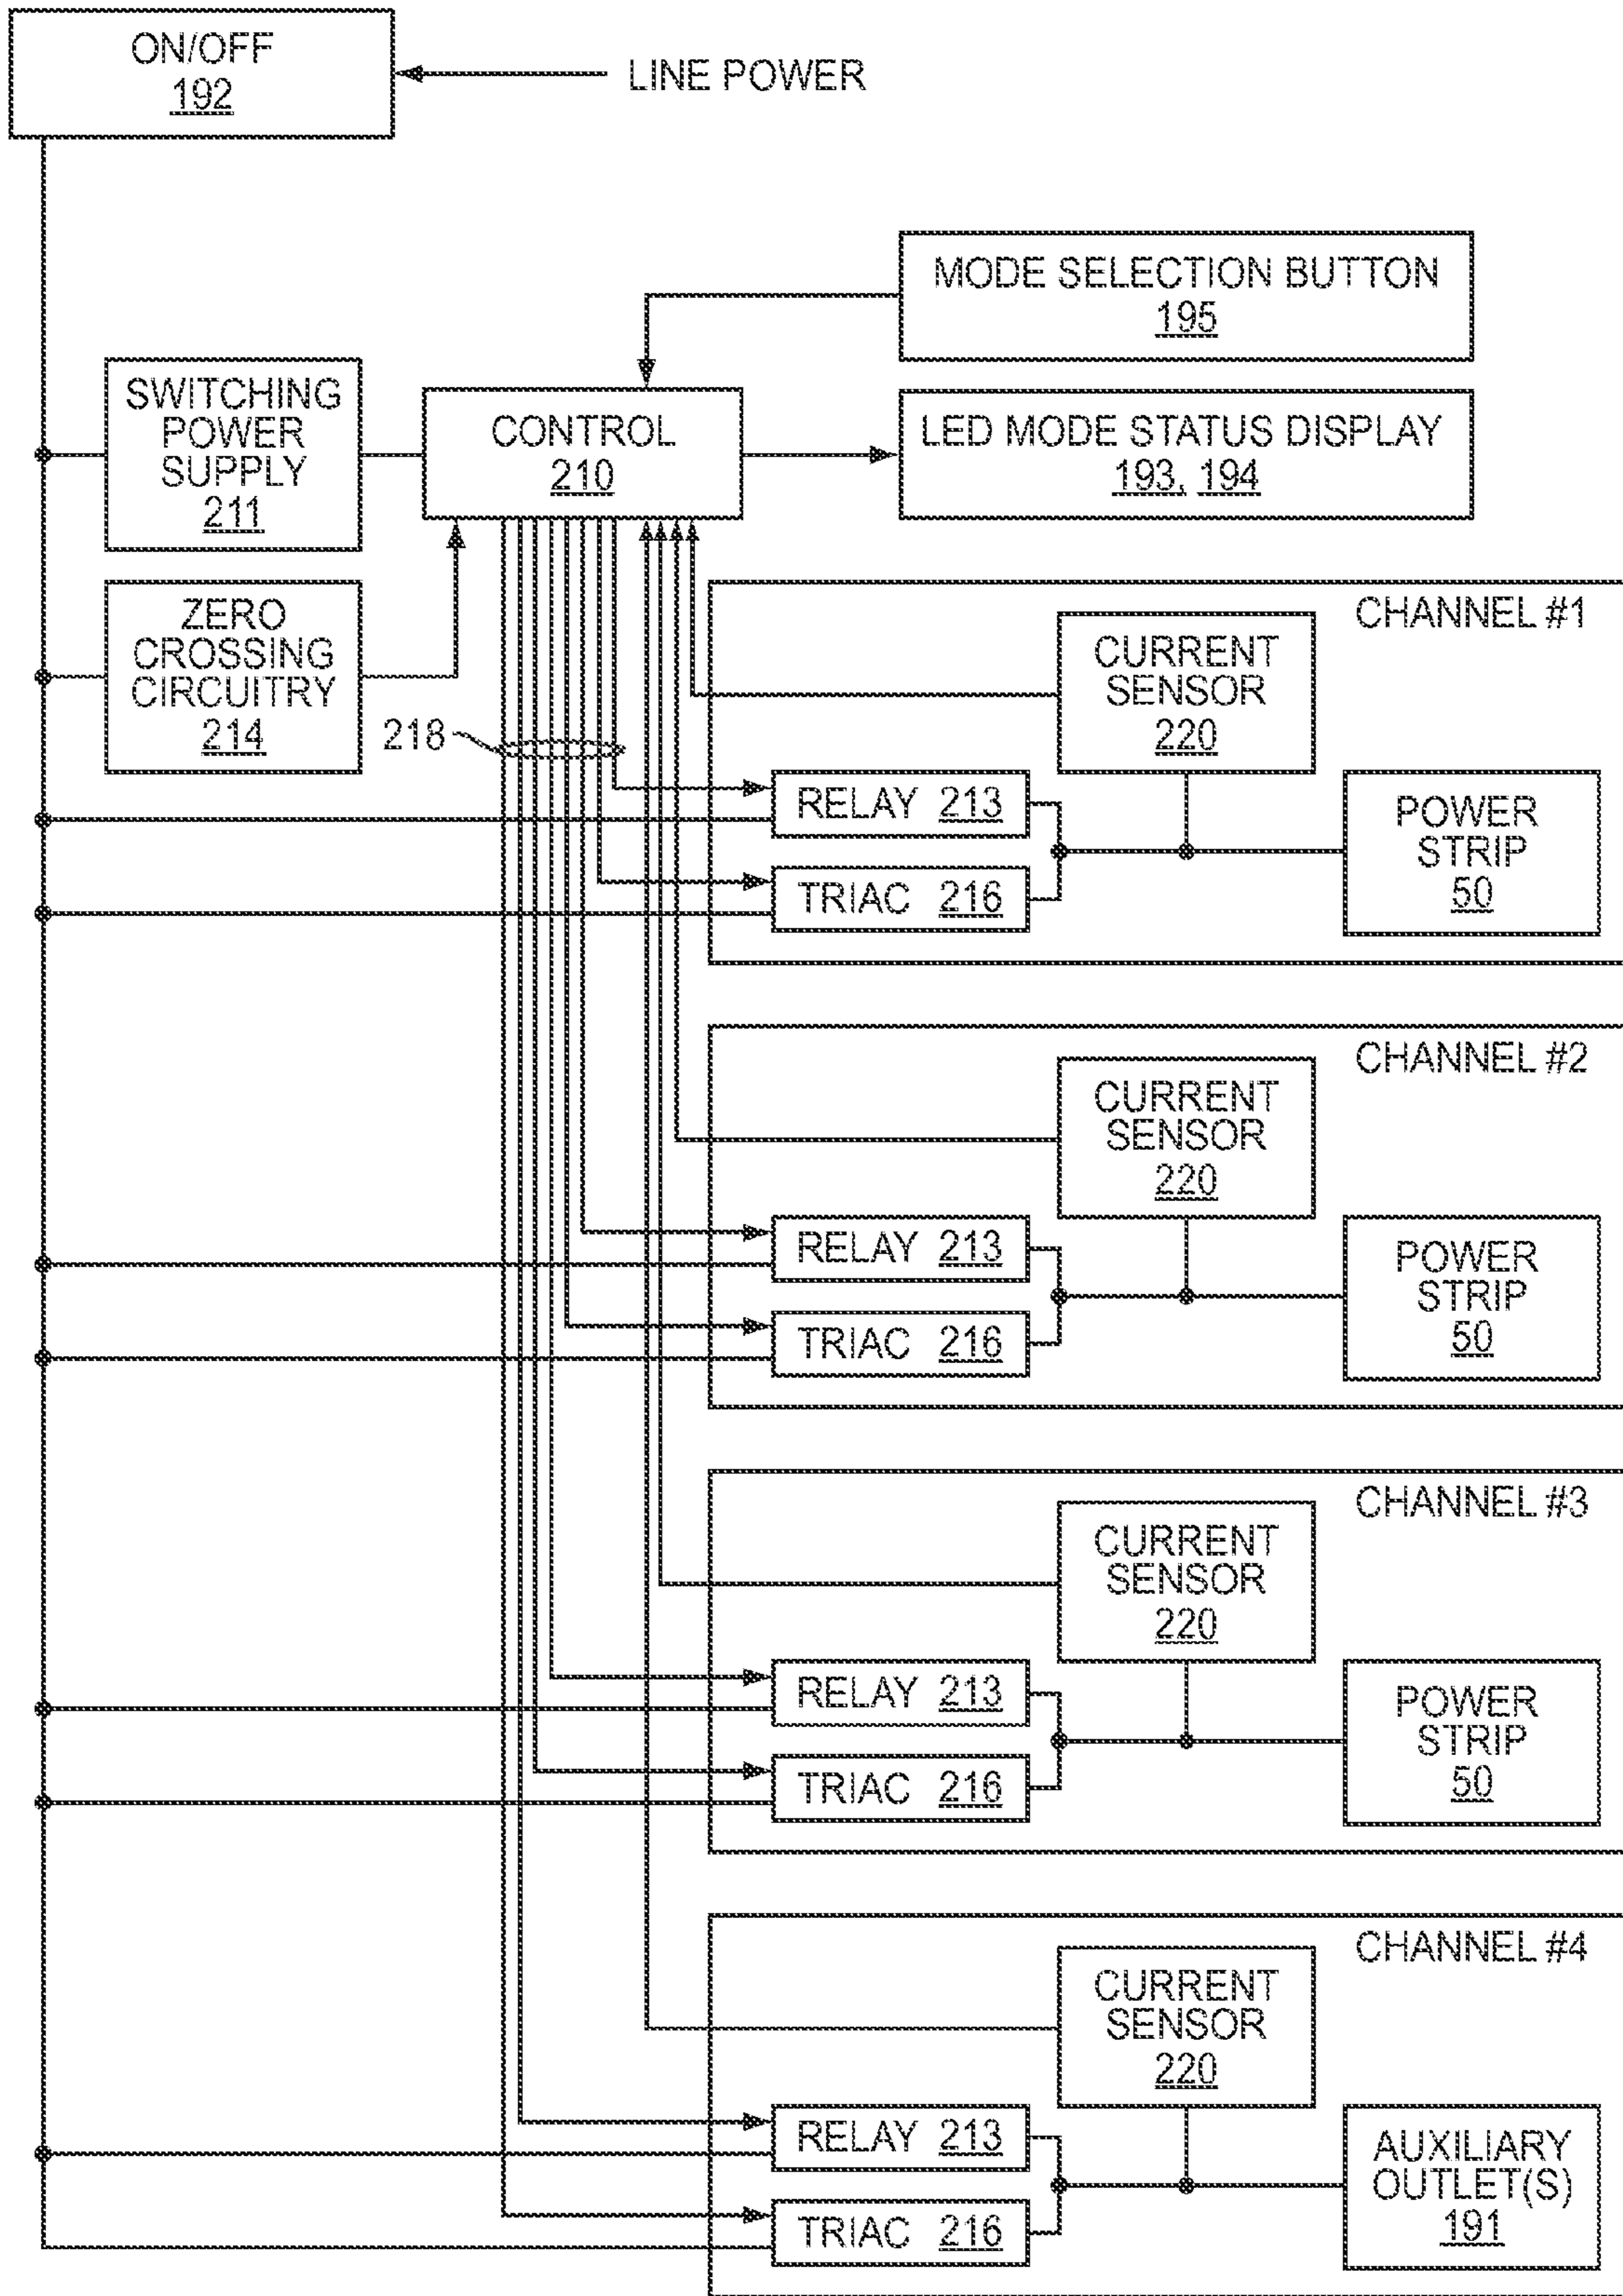 ON/OFF
192
LINE POWER
MODE SELECTION BUTTON
195
SWITCHING
POWER
SUPPLY
211
CONTROL
210
LED MODE STATUS DISPLAY
193, 194
ZERO
CROSSING
CIRCUITRY
214
218
CHANNEL #1
CURRENT
SENSOR
220
RELAY 213
TRIAC 216
POWER
STRIP
50
CHANNEL #2
CURRENT
SENSOR
220
RELAY 213
TRIAC 216
POWER
STRIP
50
CHANNEL #3
CURRENT
SENSOR
220
RELAY 213
TRIAC 216
POWER
STRIP
50
CHANNEL #4
CURRENT
SENSOR
220
RELAY 213
TRIAC 216
AUXILIARY
OUTLET(S)
191